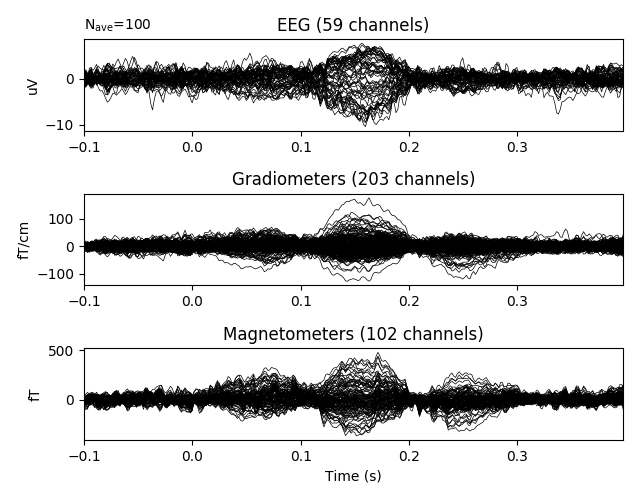 N_ave=100
EEG (59 channels)
0
−10
uV
−0.1 0.0 0.1 0.2 0.3
Gradiometers (203 channels)
100
0
−100
fT/cm
−0.1 0.0 0.1 0.2 0.3
Magnetometers (102 channels)
500
0
fT
−0.1 0.0 0.1 0.2 0.3
Time (s)